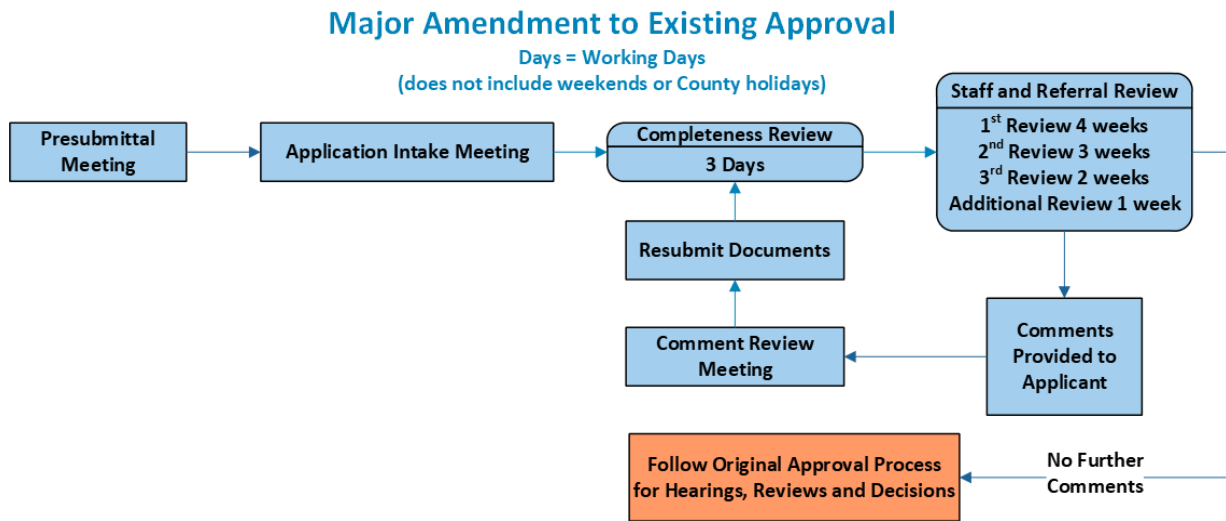 Major Amendment to Existing Approval
Days = Working Days
(does not include weekends or County holidays)
Presubmittal
Meeting
Application Intake Meeting
Completeness Review
3 Days
Staff and Referral Review
1st Review 4 weeks
2nd Review 3 weeks
3rd Review 2 weeks
Additional Review 1 week
Resubmit Documents
Comment Review
Meeting
Comments
Provided to
Applicant
Follow Original Approval Process
for Hearings, Reviews and Decisions
No Further
Comments